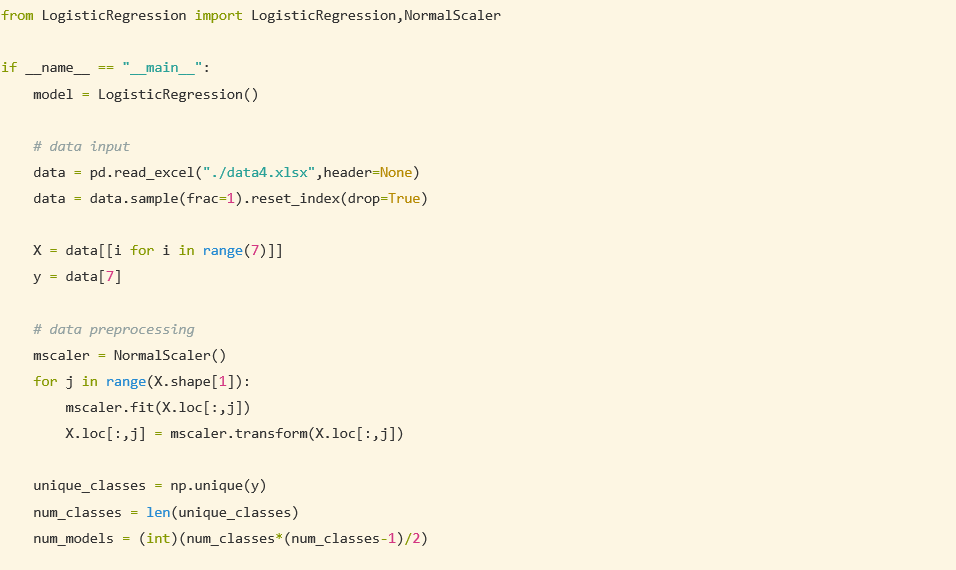 from LogisticRegression import LogisticRegression,NormalScaler
if __name__ == "__main__":
    model = LogisticRegression()
    # data input
    data = pd.read_excel("./data4.xlsx",header=None)
    data = data.sample(frac=1).reset_index(drop=True)
    X = data[[i for i in range(7)]]
    y = data[7]
    # data preprocessing
    mscaler = NormalScaler()
    for j in range(X.shape[1]):
        mscaler.fit(X.loc[:,j])
        X.loc[:,j] = mscaler.transform(X.loc[:,j])
    unique_classes = np.unique(y)
    num_classes = len(unique_classes)
    num_models = (int)(num_classes*(num_classes-1)/2)